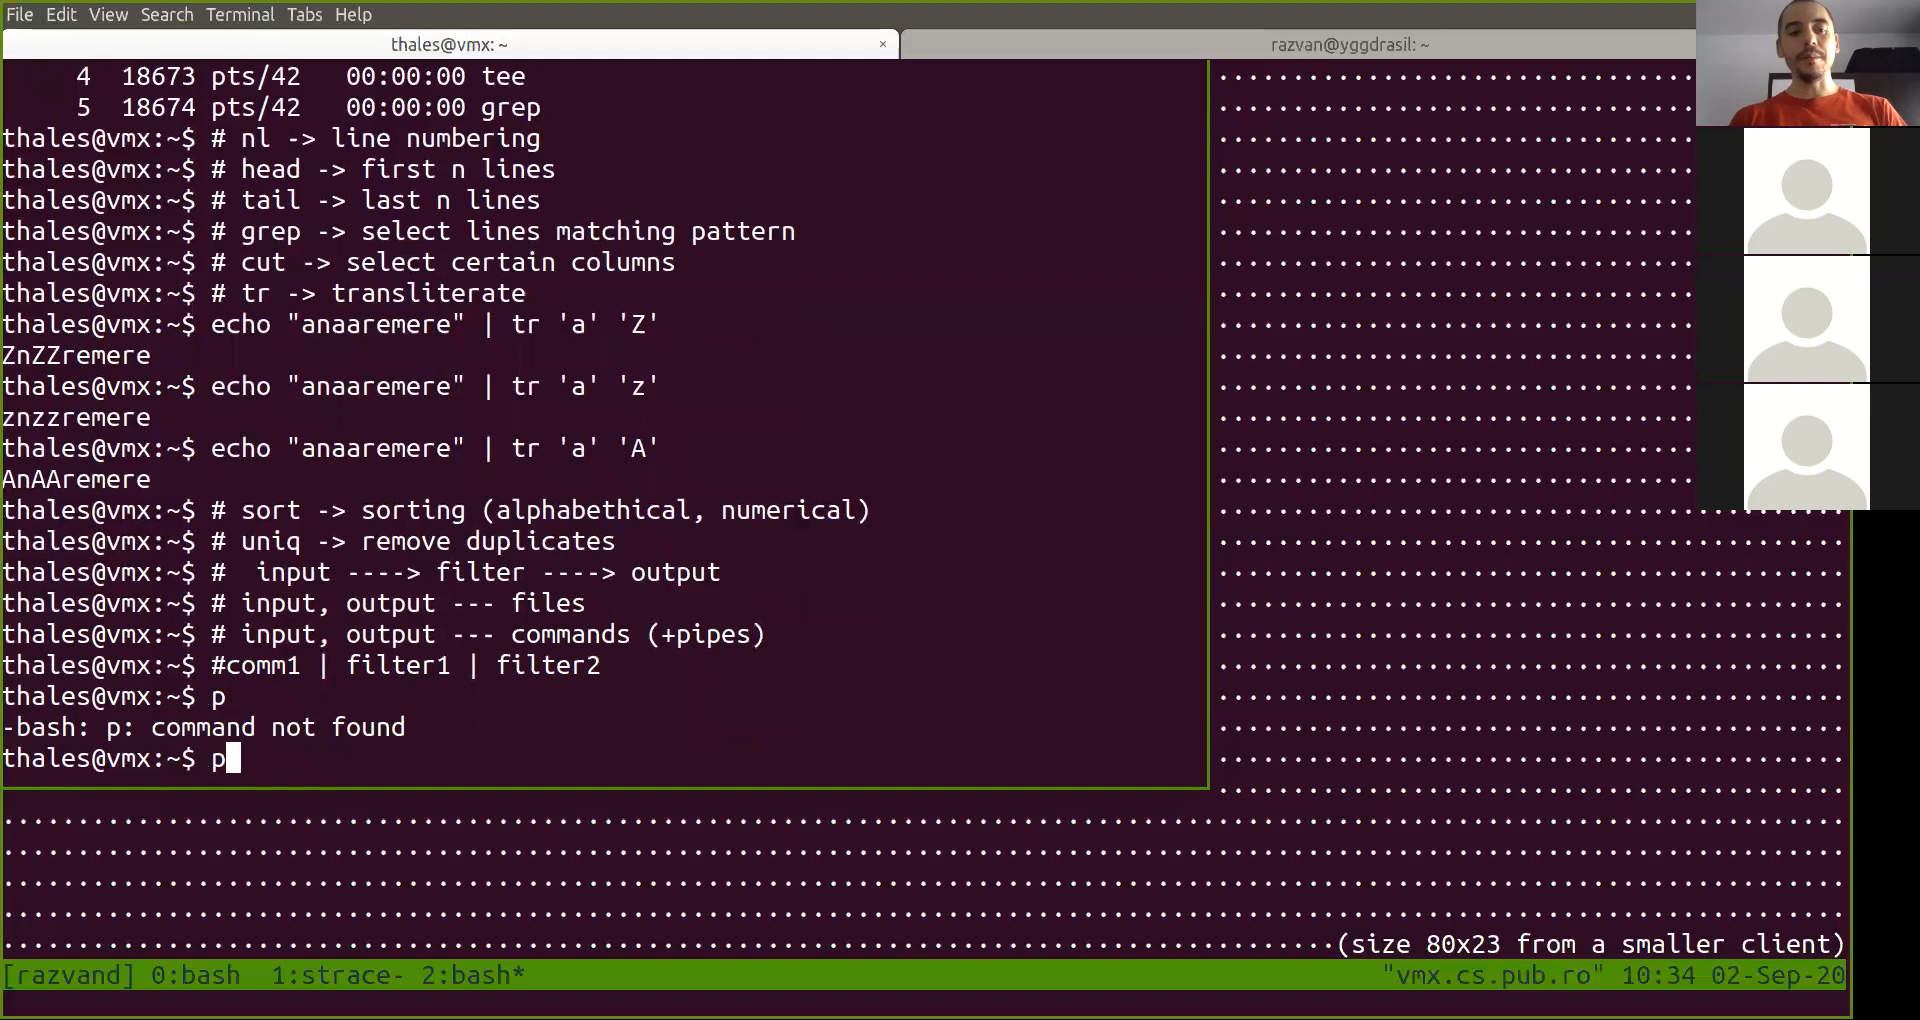 File Edit View Search Terminal Tabs Help
thales@vmx: ~ × razvan@yggdrasil: ~
4 18673 pts/42 00:00:00 tee
5 18674 pts/42 00:00:00 grep
thales@vmx:~$ # nl -> line numbering
thales@vmx:~$ # head -> first n lines
thales@vmx:~$ # tail -> last n lines
thales@vmx:~$ # grep -> select lines matching pattern
thales@vmx:~$ # cut -> select certain columns
thales@vmx:~$ # tr -> transliterate
thales@vmx:~$ echo "anaaremere" | tr 'a' 'Z'
ZnZZremere
thales@vmx:~$ echo "anaaremere" | tr 'a' 'z'
znzzremere
thales@vmx:~$ echo "anaaremere" | tr 'a' 'A'
AnAAremere
thales@vmx:~$ # sort -> sorting (alphabethical, numerical)
thales@vmx:~$ # uniq -> remove duplicates
thales@vmx:~$ #  input ----> filter ----> output
thales@vmx:~$ # input, output --- files
thales@vmx:~$ # input, output --- commands (+pipes)
thales@vmx:~$ #comm1 | filter1 | filter2
thales@vmx:~$ p
-bash: p: command not found
thales@vmx:~$ p
(size 80x23 from a smaller client)
[razvand] 0:bash  1:strace- 2:bash* "vmx.cs.pub.ro" 10:34 02-Sep-20